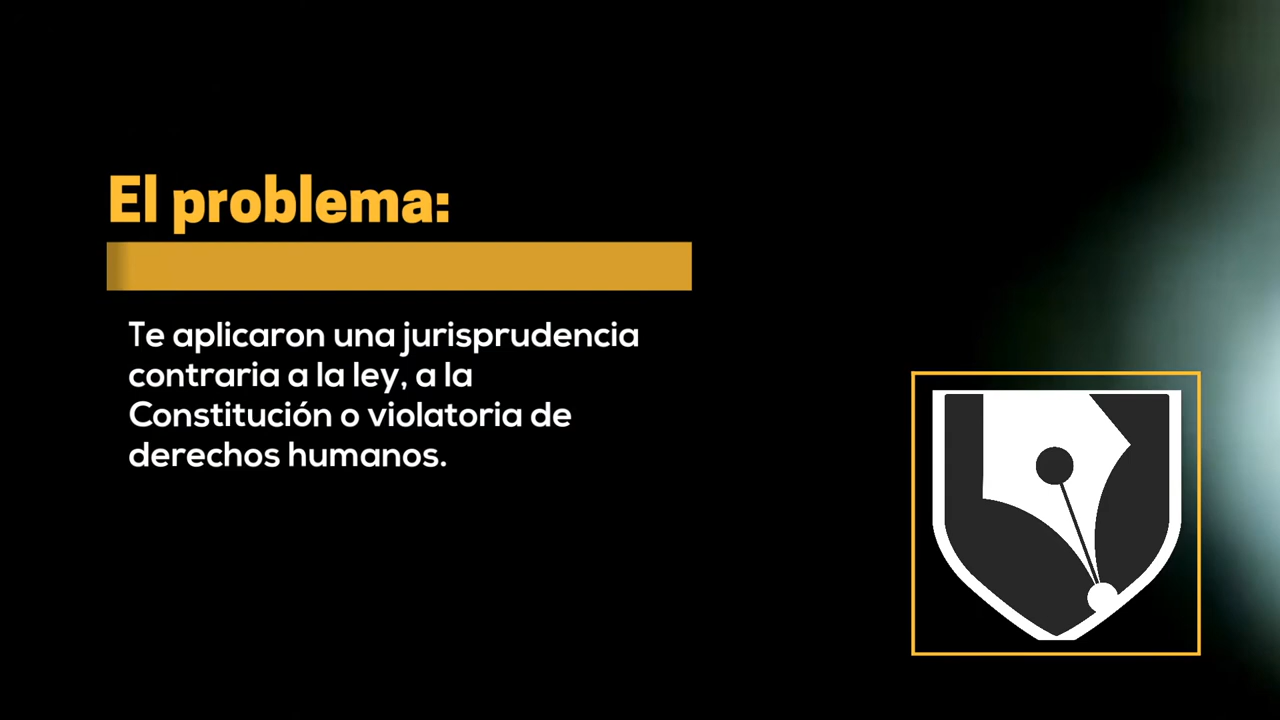 El problema:
Te aplicaron una jurisprudencia
contraria a la ley, a la
Constitución o violatoria de
derechos humanos.